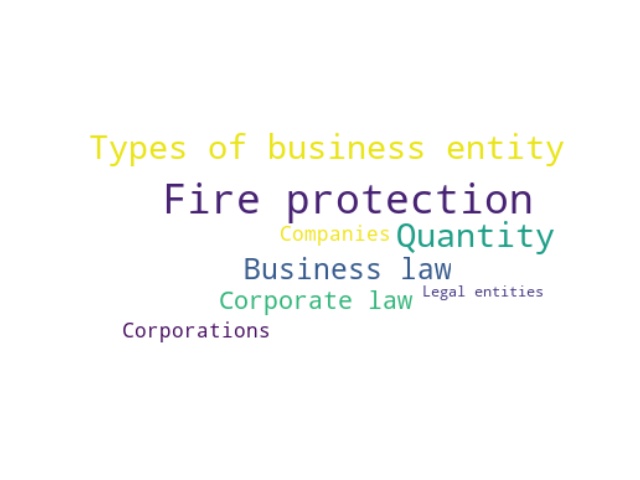 Types of business entity
Fire protection
Companies
Quantity
Business law
Legal entities
Corporate law
Corporations